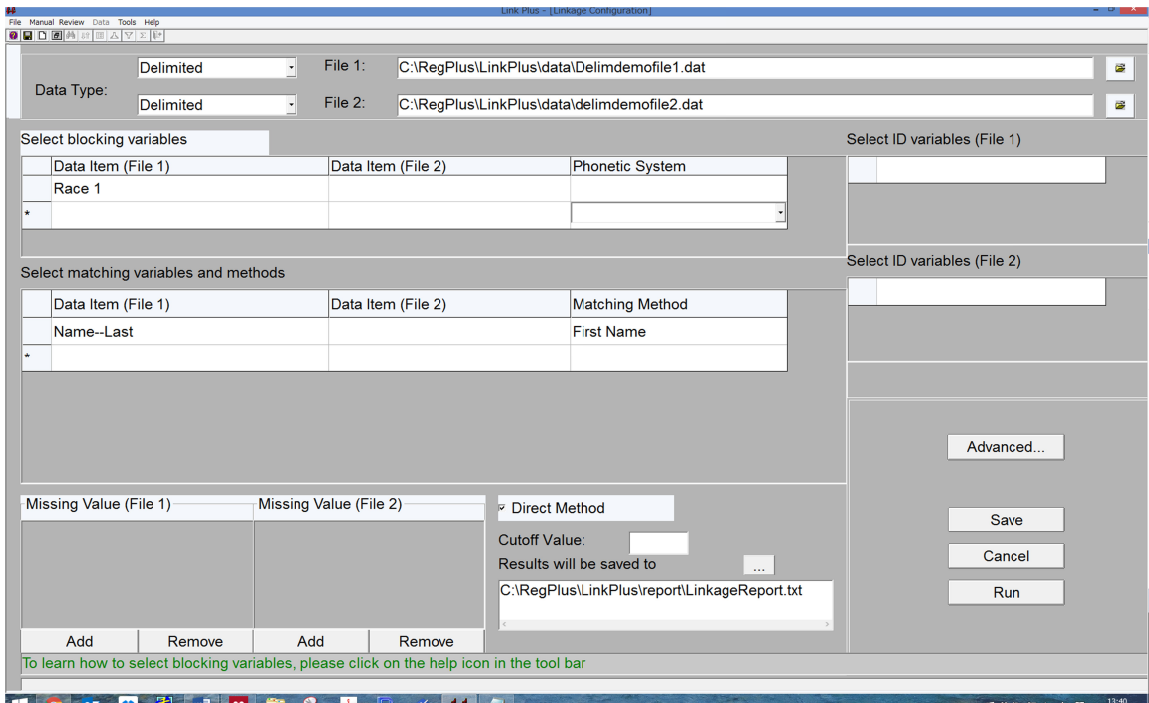 Link Plus - [Linkage Configuration]
File Manual Review Data Tools Help
Data Type:
Delimited
File 1:
C:\RegPlus\LinkPlus\data\Delimdemofile1.dat
Delimited
File 2:
C:\RegPlus\LinkPlus\data\delimdemofile2.dat
Select blocking variables
Data Item (File 1) Data Item (File 2) Phonetic System
Race 1
*
Select ID variables (File 1)
Select ID variables (File 2)
Select matching variables and methods
Data Item (File 1) Data Item (File 2) Matching Method
Name--Last First Name
*
Missing Value (File 1) Missing Value (File 2)
Add Remove Add Remove
Direct Method
Cutoff Value:
Results will be saved to ...
C:\RegPlus\LinkPlus\report\LinkageReport.txt
Advanced...
Save
Cancel
Run
To learn how to select blocking variables, please click on the help icon in the tool bar
13:40